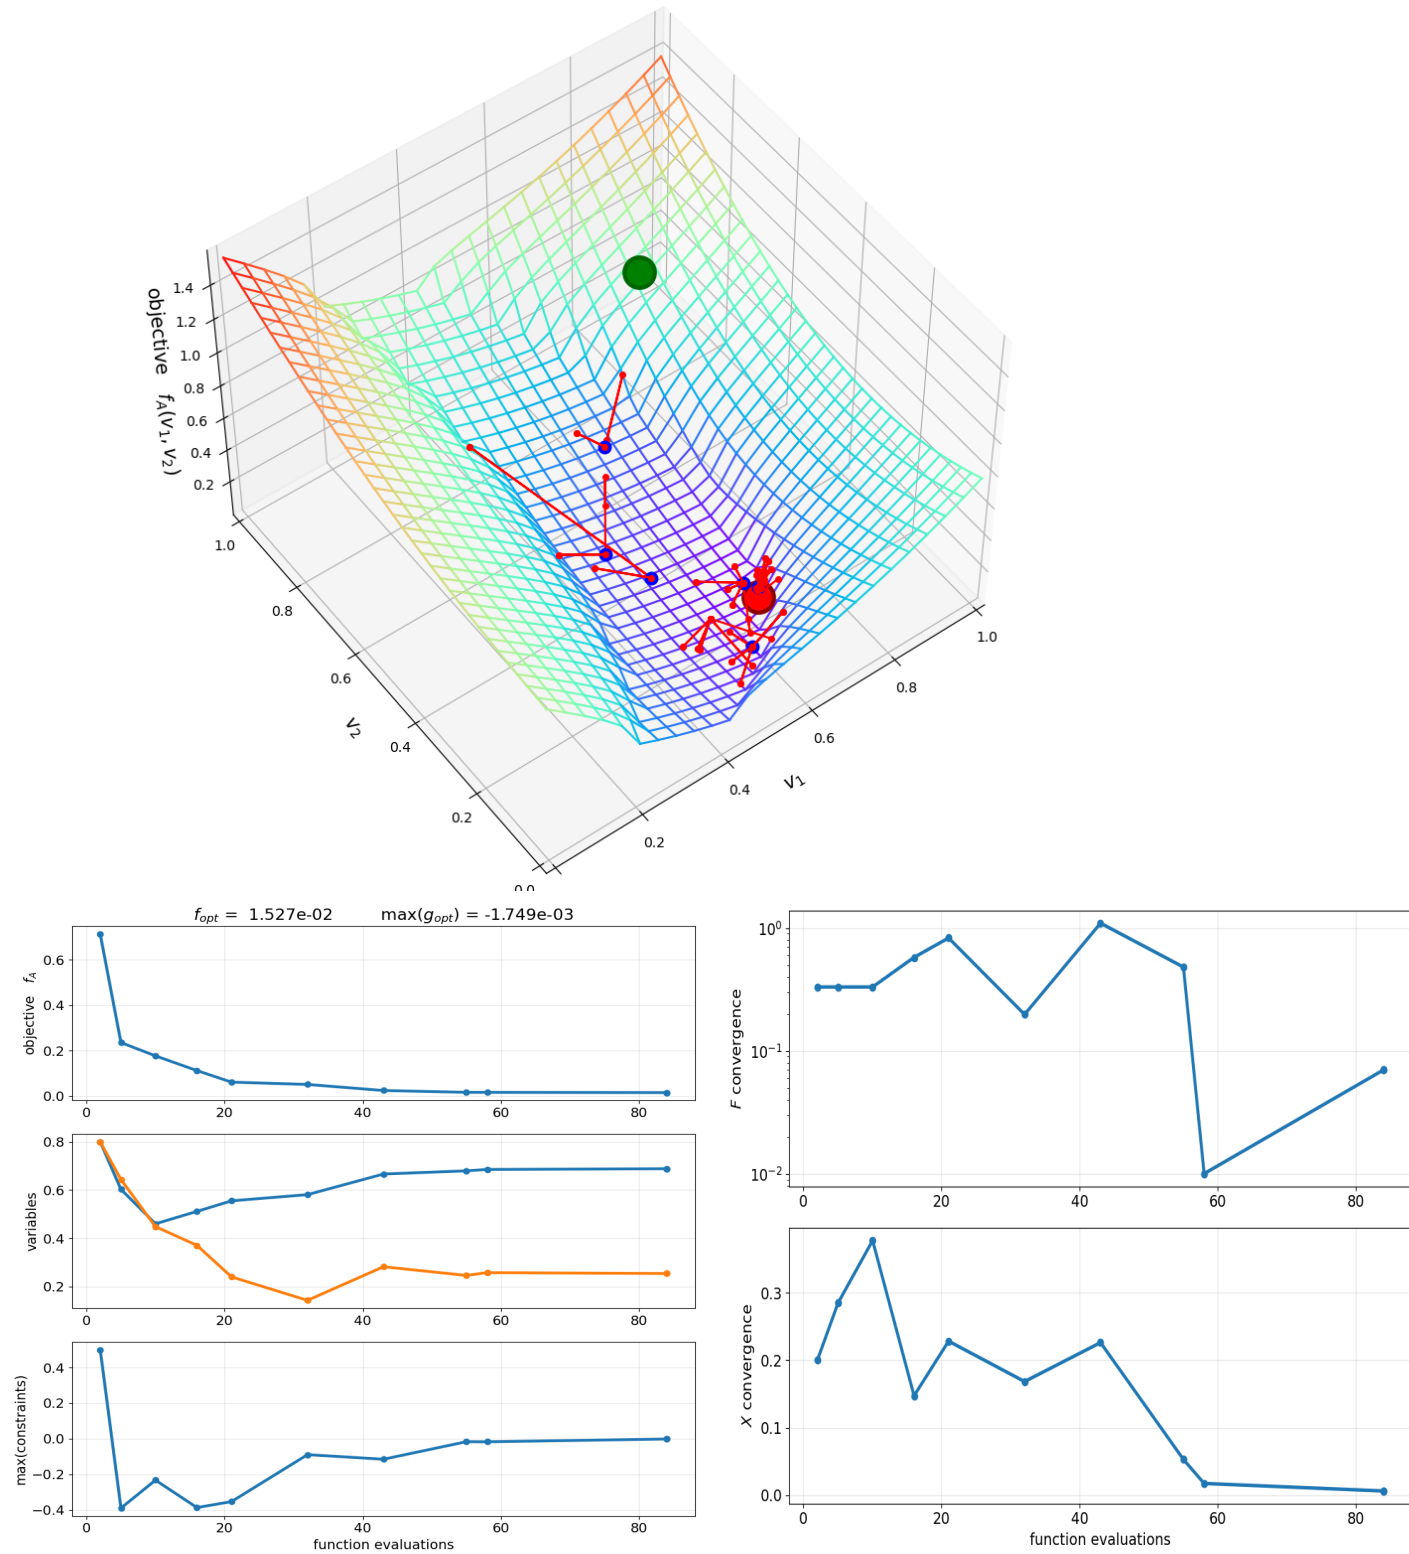 1.4
1.2
1.0
0.8
0.6
0.4
0.2
objective f_A(v_1, v_2)
1.0
0.8
0.6
0.4
0.2
0.0
v_2
0.2
0.4
0.6
0.8
1.0
v_1
f_opt = 1.527e-02 max(g_opt) = -1.749e-03
objective f_A
0.6
0.4
0.2
0.0
0 20 40 60 80
variables
0.8
0.6
0.4
0.2
0 20 40 60 80
max(constraints)
0.4
0.2
0.0
−0.2
−0.4
0 20 40 60 80
function evaluations
F convergence
10^0
10^−1
10^−2
0 20 40 60 80
X convergence
0.3
0.2
0.1
0.0
0 20 40 60 80
function evaluations